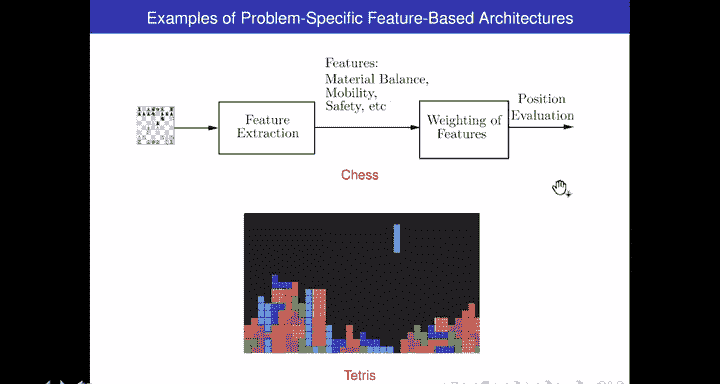 Examples of Problem-Specific Feature-Based Architectures
Features:
Material Balance,
Mobility,
Safety, etc
Feature
Extraction
Weighting of
Features
Position
Evaluation
Chess
Tetris